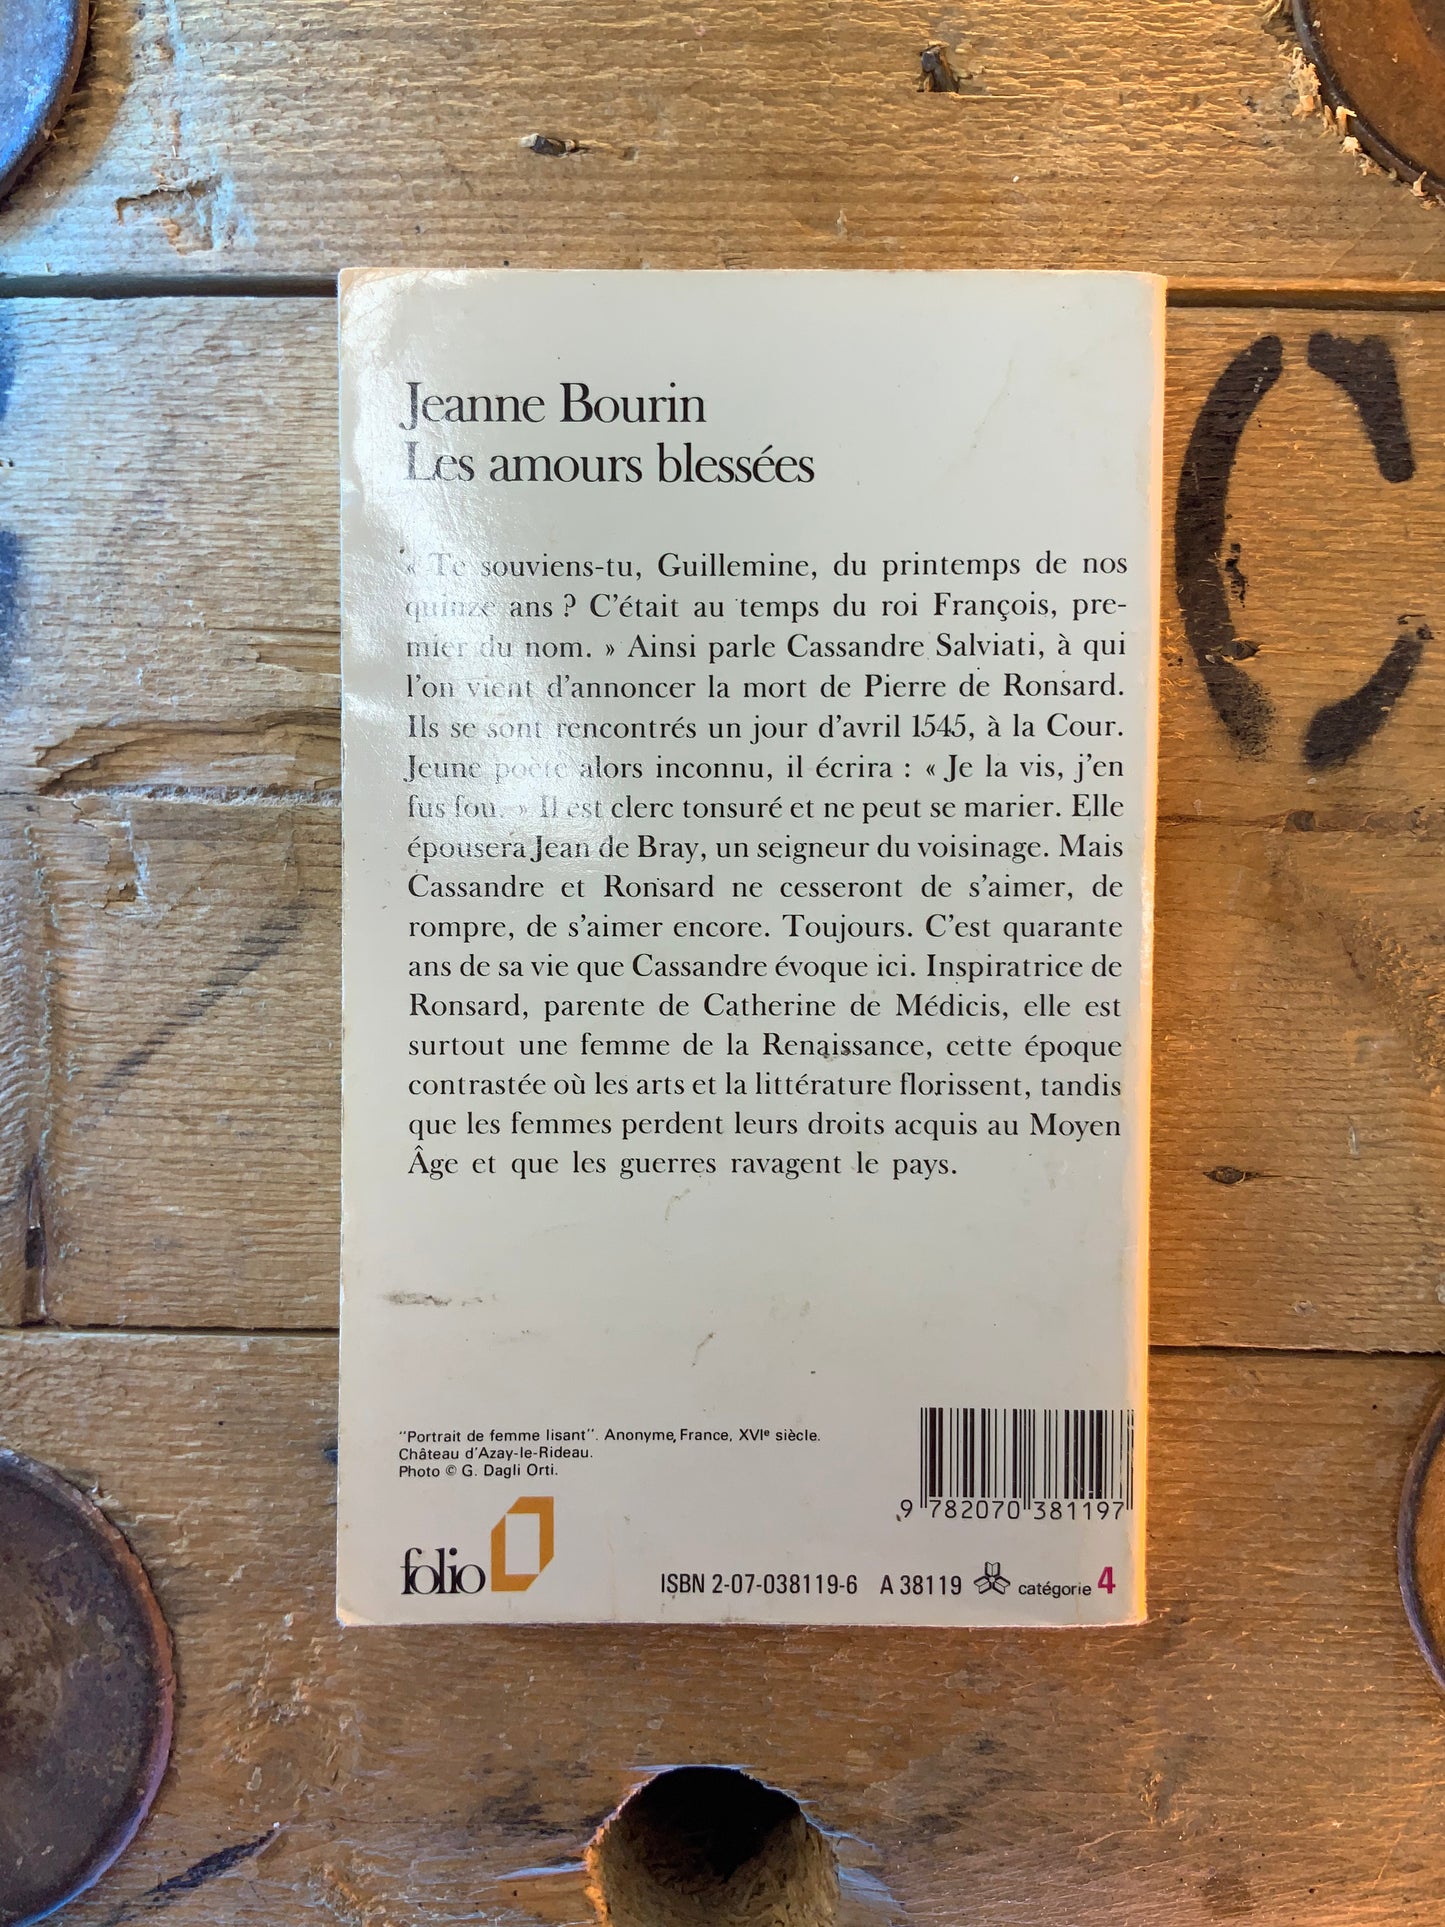 Jeanne Bourin
Les amours blessées
« Te souviens-tu, Guillemine, du printemps de nos
quinze ans ? C'était au temps du roi François, pre-
mier du nom. » Ainsi parle Cassandre Salviati, à qui
l'on vient d'annoncer la mort de Pierre de Ronsard.
Ils se sont rencontrés un jour d'avril 1545, à la Cour.
Jeune poète alors inconnu, il écrira : « Je la vis, j'en
fus fou. » Il est clerc tonsuré et ne peut se marier. Elle
épousera Jean de Bray, un seigneur du voisinage. Mais
Cassandre et Ronsard ne cesseront de s'aimer, de
rompre, de s'aimer encore. Toujours. C'est quarante
ans de sa vie que Cassandre évoque ici. Inspiratrice de
Ronsard, parente de Catherine de Médicis, elle est
surtout une femme de la Renaissance, cette époque
contrastée où les arts et la littérature florissent, tandis
que les femmes perdent leurs droits acquis au Moyen
Âge et que les guerres ravagent le pays.
"Portrait de femme lisant". Anonyme, France, XVIe siècle.
Château d'Azay-le-Rideau.
Photo © G. Dagli Orti.
9 782070 381197
folio
ISBN 2-07-038119-6 A 38119 catégorie 4